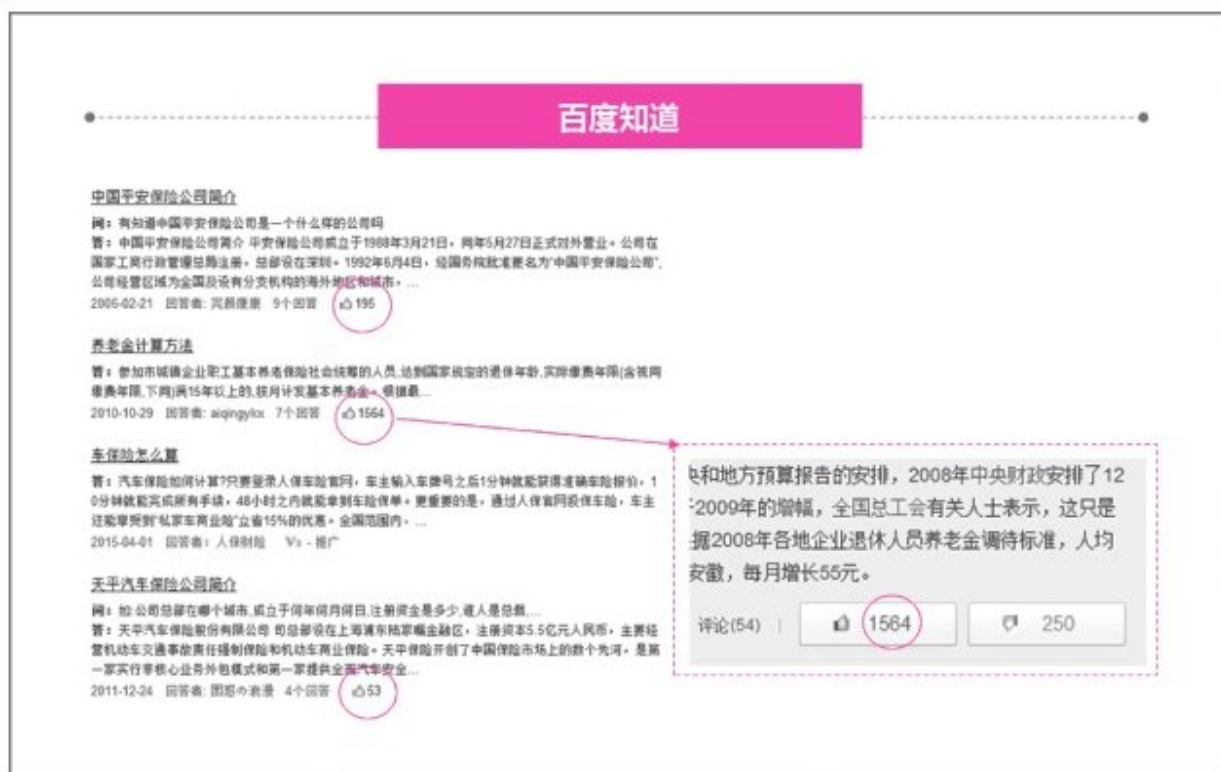 百度知道
中国平安保险公司简介
问：有知道中国平安保险公司是一个什么样的公司吗
答：中国平安保险公司简介 平安保险公司成立于1988年3月21日，同年5月27日正式对外营业。公司在
国家工商行政管理总局注册，总部设在深圳。1992年6月4日，经国务院批准更名为"中国平安保险公司",
公司经营区域为全国及设有分支机构的海外地区和城市。...
2006-02-21 回答者: 9个回答 195
养老金计算方法
答：参加市城镇企业职工基本养老保险社会统筹的人员,达到国家规定的退休年龄,实际缴费年限(含视同
缴费年限,下同)满15年以上的,按月计发基本养老金。根据最...
2010-10-29 回答者: aiqingykx 7个回答 1564
车保险怎么算
答：汽车保险如何计算?只要登录人保车险官网，车主输入车牌号之后1分钟就能获得准确车险报价，1
0分钟就能完成所有手续，48小时之内就能拿到车险保单。更重要的是，通过人保官网投保车险，车主
还能享受到"私家车商业险"立省15%的优惠。全国范围内，...
2015-04-01 回答者：人保财险 - 推广
天平汽车保险公司简介
问：如:公司总部在哪个城市,成立于何年何月何日,注册资金是多少,谁人是总裁,...
答：天平汽车保险股份有限公司 司总部设在上海浦东陆家嘴金融区，注册资本5.5亿元人民币，主要经
营机动车交通事故责任强制保险和机动车商业保险。天平保险开创了中国保险市场上的数个先河，是第
一家实行非核心业务外包模式和第一家提供全面汽车安全...
2011-12-24 回答者: 困惑の浪漫 4个回答 53
央和地方预算报告的安排，2008年中央财政安排了12
2009年的增幅，全国总工会有关人士表示，这只是
据2008年各地企业退休人员养老金调待标准，人均
安徽，每月增长55元。
评论(54) | 1564 250